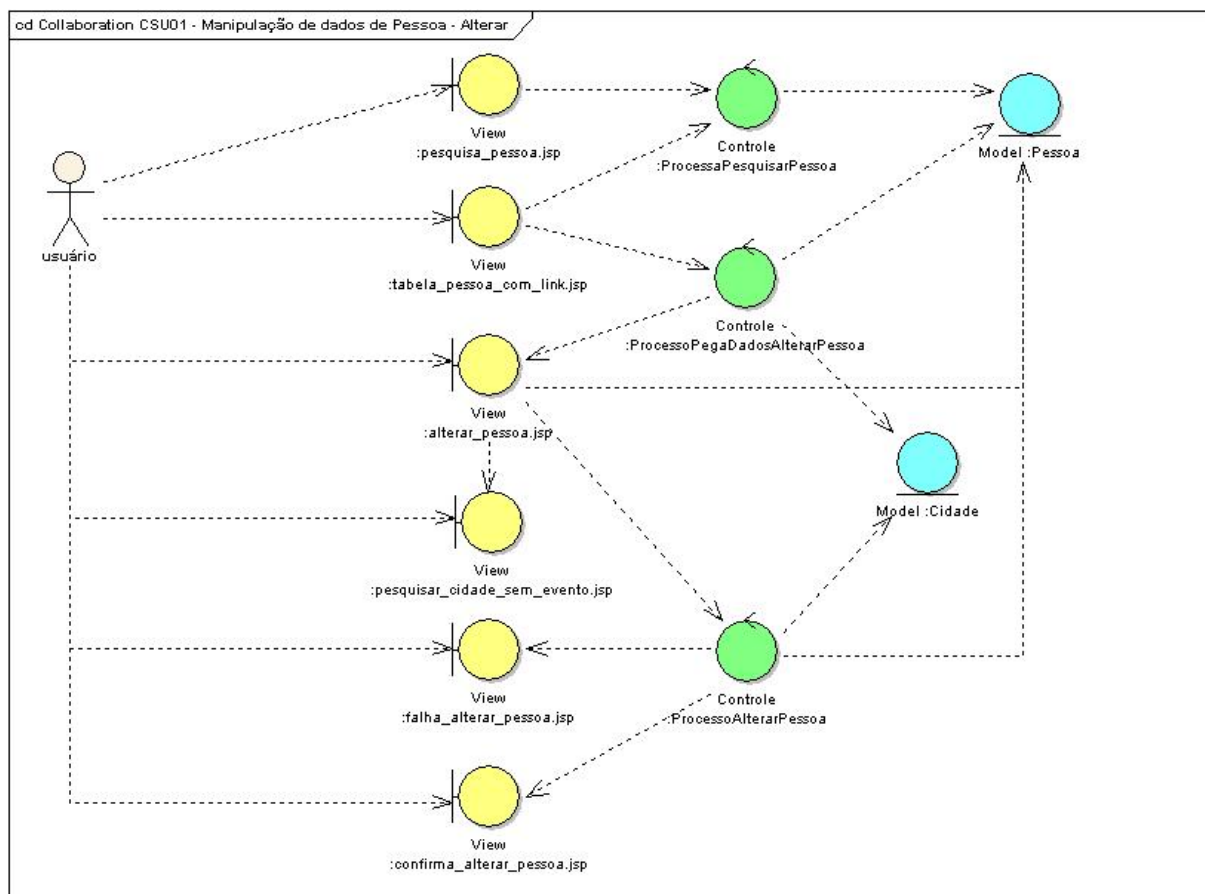 cd Collaboration CSU01 - Manipulação de dados de Pessoa - Alterar
View
:pesquisa_pessoa.jsp
Controle
:ProcessaPesquisarPessoa
Model :Pessoa
usuário
View
:tabela_pessoa_com_link.jsp
Controle
:ProcessoPegaDadosAlterarPessoa
View
:alterar_pessoa.jsp
Model :Cidade
View
:pesquisar_cidade_sem_evento.jsp
View
:falha_alterar_pessoa.jsp
Controle
:ProcessoAlterarPessoa
View
:confirma_alterar_pessoa.jsp